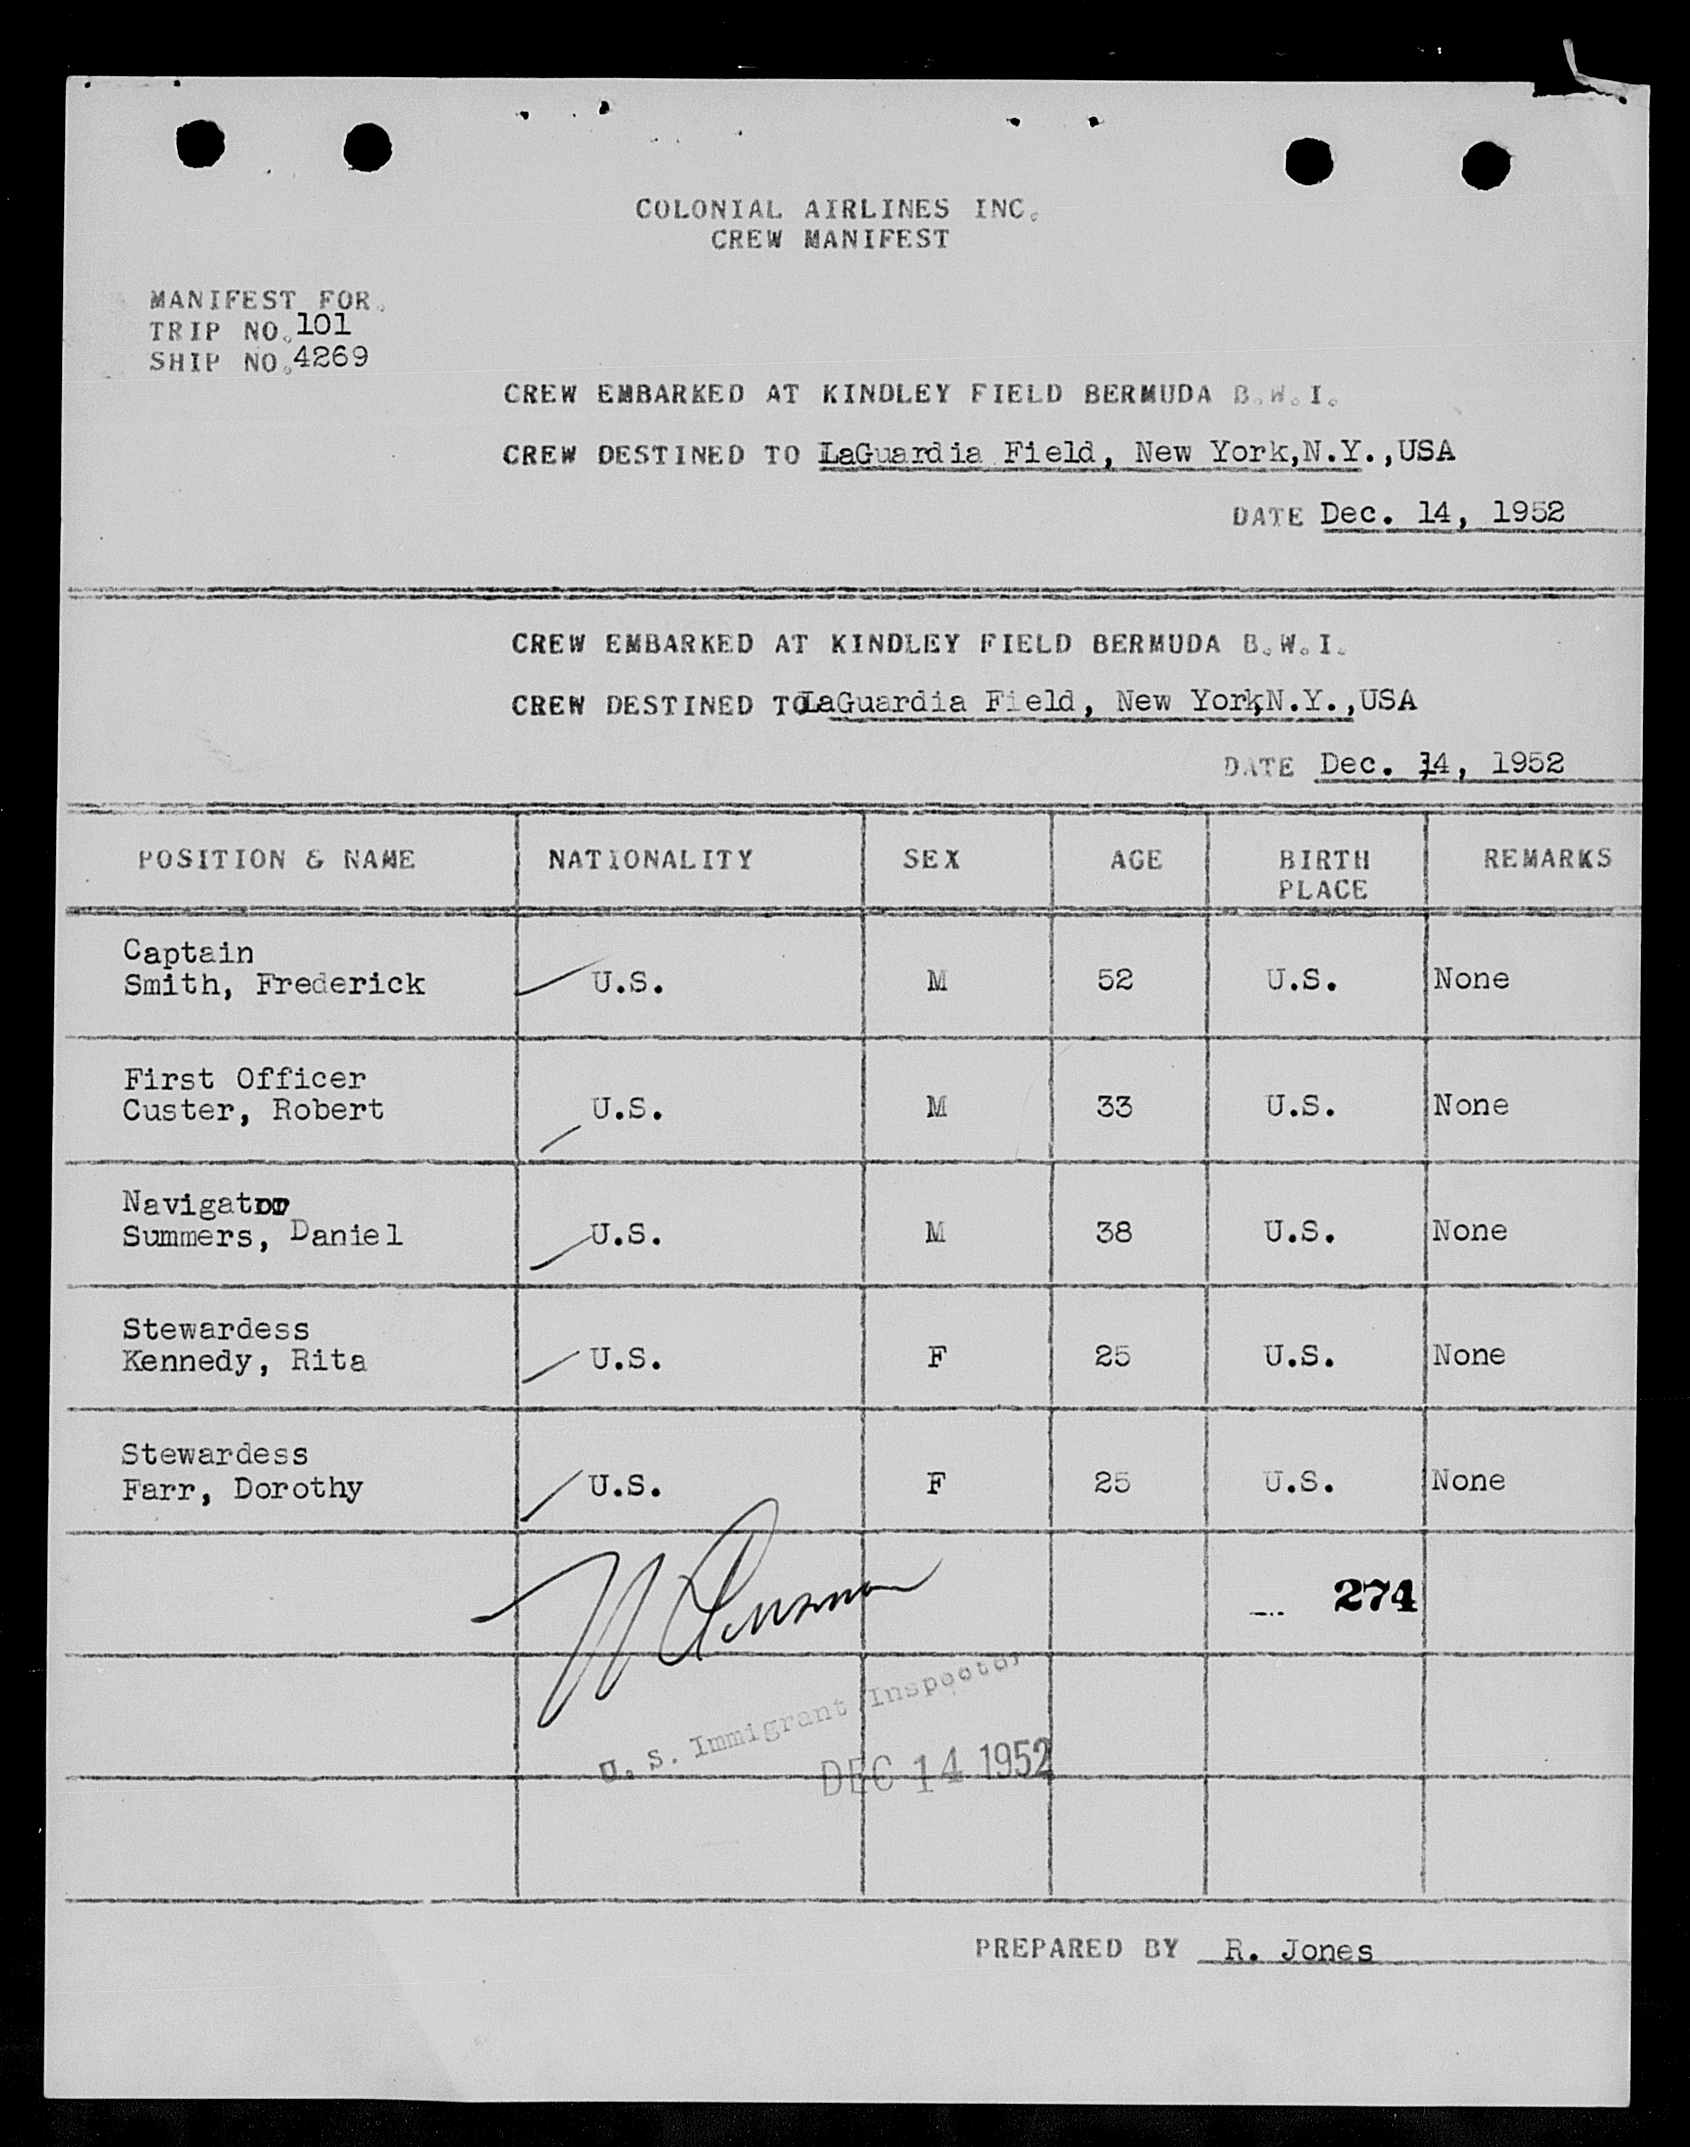 COLONIAL AIRLINES INC.
CREW MANIFEST
MANIFEST FOR.
TRIP NO. 101
SHIP NO. 4269
CREW EMBARKED AT KINDLEY FIELD BERMUDA B.W.I.
CREW DESTINED TO LaGuardia Field, New York,N.Y.,USA
DATE Dec. 14, 1952
CREW EMBARKED AT KINDLEY FIELD BERMUDA B.W.I.
CREW DESTINED TO LaGuardia Field, New York,N.Y.,USA
DATE Dec. 14, 1952
POSITION & NAME NATIONALITY SEX AGE BIRTH PLACE REMARKS
Captain
Smith, Frederick U.S. M 52 U.S. None
First Officer
Custer, Robert U.S. M 33 U.S. None
Navigator
Summers, Daniel U.S. M 38 U.S. None
Stewardess
Kennedy, Rita U.S. F 25 U.S. None
Stewardess
Farr, Dorothy U.S. F 25 U.S. None
274
U. S. Immigrant Inspector
DEC 14 1952
PREPARED BY R. Jones